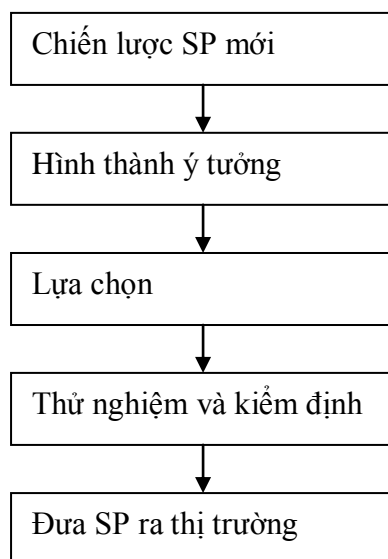 Chiến lược SP mới
Hình thành ý tưởng
Lựa chọn
Thử nghiệm và kiểm định
Đưa SP ra thị trường